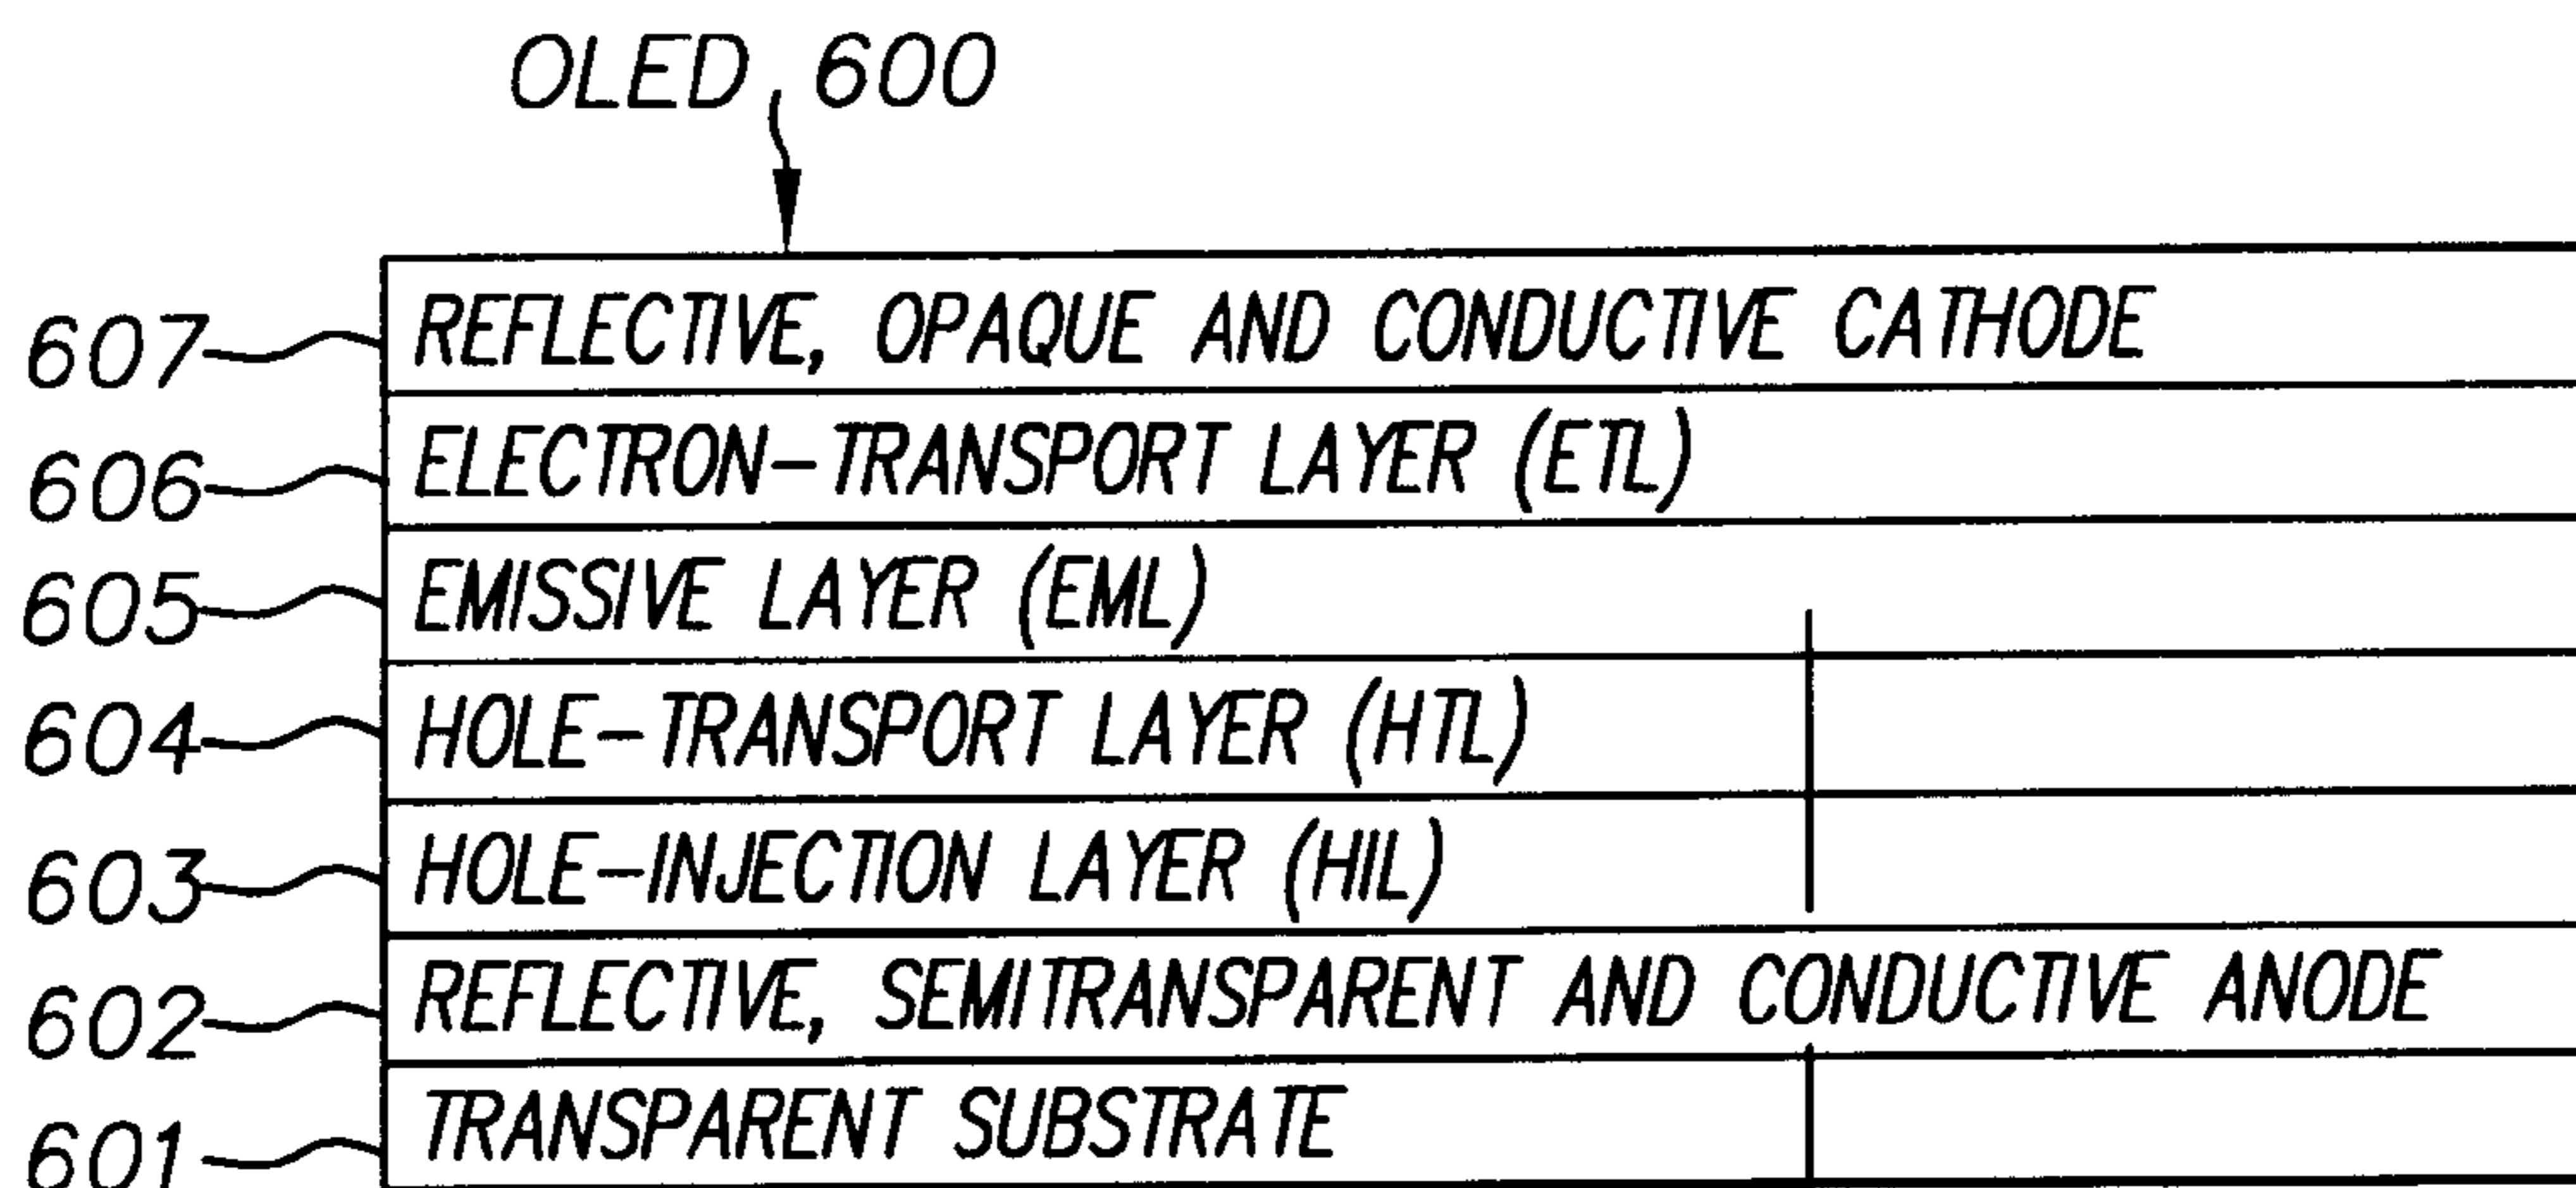 OLED 600
607 REFLECTIVE, OPAQUE AND CONDUCTIVE CATHODE
606 ELECTRON-TRANSPORT LAYER (ETL)
605 EMISSIVE LAYER (EML)
604 HOLE-TRANSPORT LAYER (HTL)
603 HOLE-INJECTION LAYER (HIL)
602 REFLECTIVE, SEMITRANSPARENT AND CONDUCTIVE ANODE
601 TRANSPARENT SUBSTRATE